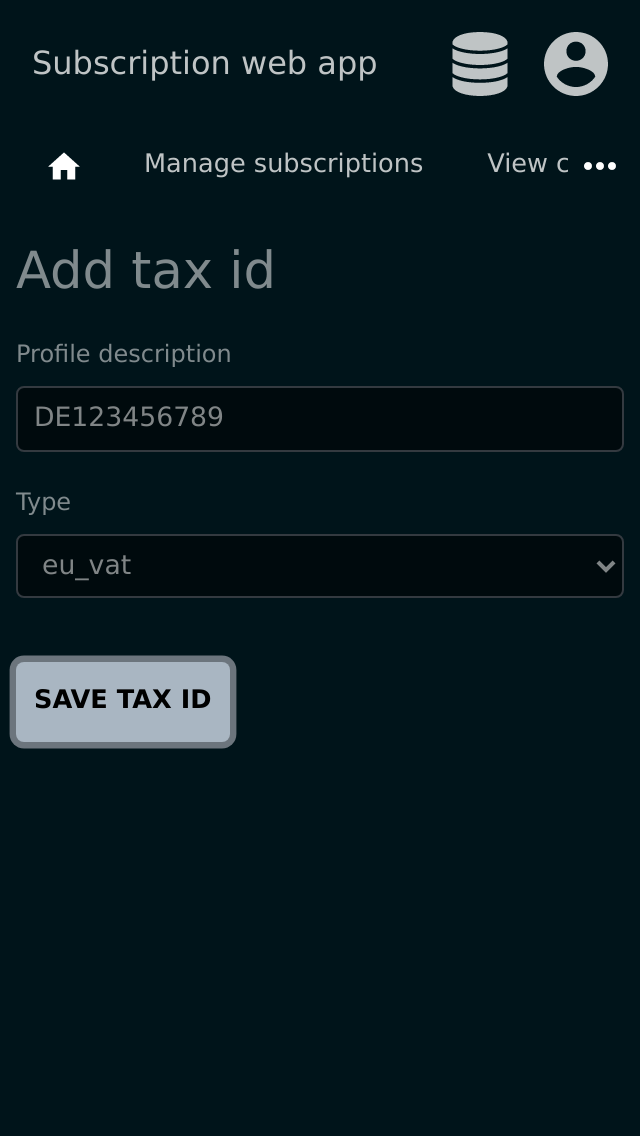 Subscription web app
Manage subscriptions
View c
Add tax id
Profile description
DE123456789
Type
eu_vat
SAVE TAX ID